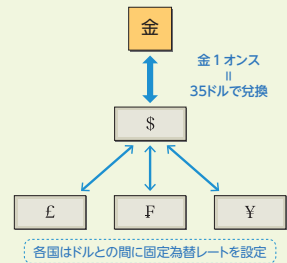 金
金1オンス
=
35ドルで兌換
$
£
₣
¥
各国はドルとの間に固定為替レートを設定